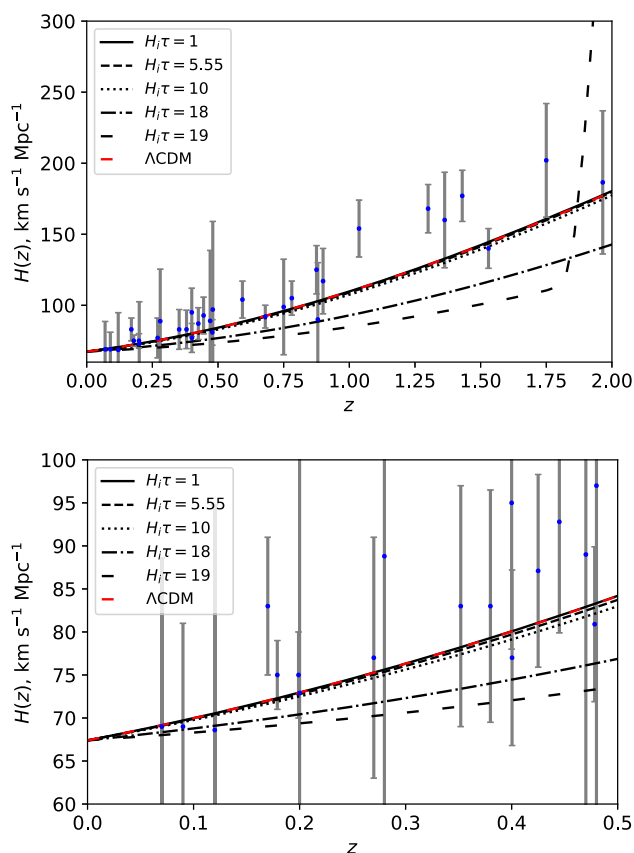 300
250
200
150
100
H(z), km s⁻¹ Mpc⁻¹
H_iτ = 1
H_iτ = 5.55
H_iτ = 10
H_iτ = 18
H_iτ = 19
ΛCDM
0.00 0.25 0.50 0.75 1.00 1.25 1.50 1.75 2.00
z
100
95
90
85
80
75
70
65
60
H(z), km s⁻¹ Mpc⁻¹
H_iτ = 1
H_iτ = 5.55
H_iτ = 10
H_iτ = 18
H_iτ = 19
ΛCDM
0.0 0.1 0.2 0.3 0.4 0.5
z